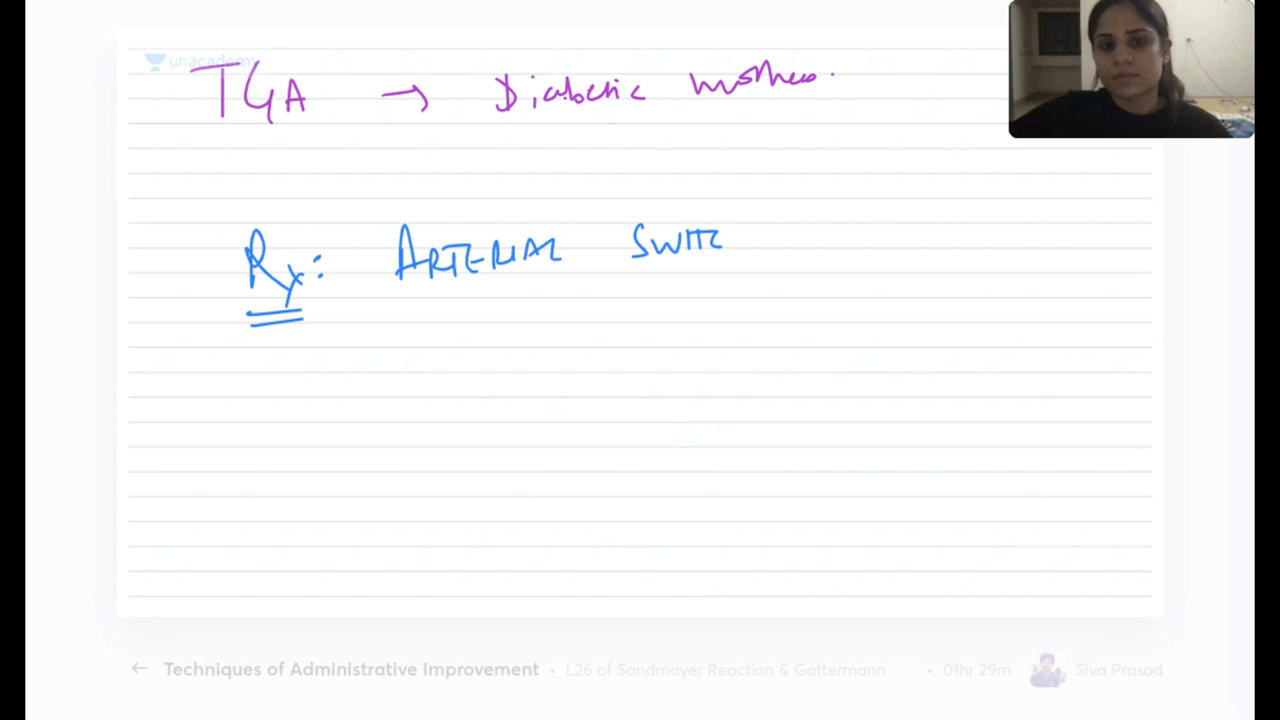 unacademy
TGA → Diabetic mothers.
Rx: ARTERIAL SWITC
← Techniques of Administrative Improvement • L26 of Sandmayer Reaction & Gattermann ... • 01hr 29m Siva Prasad